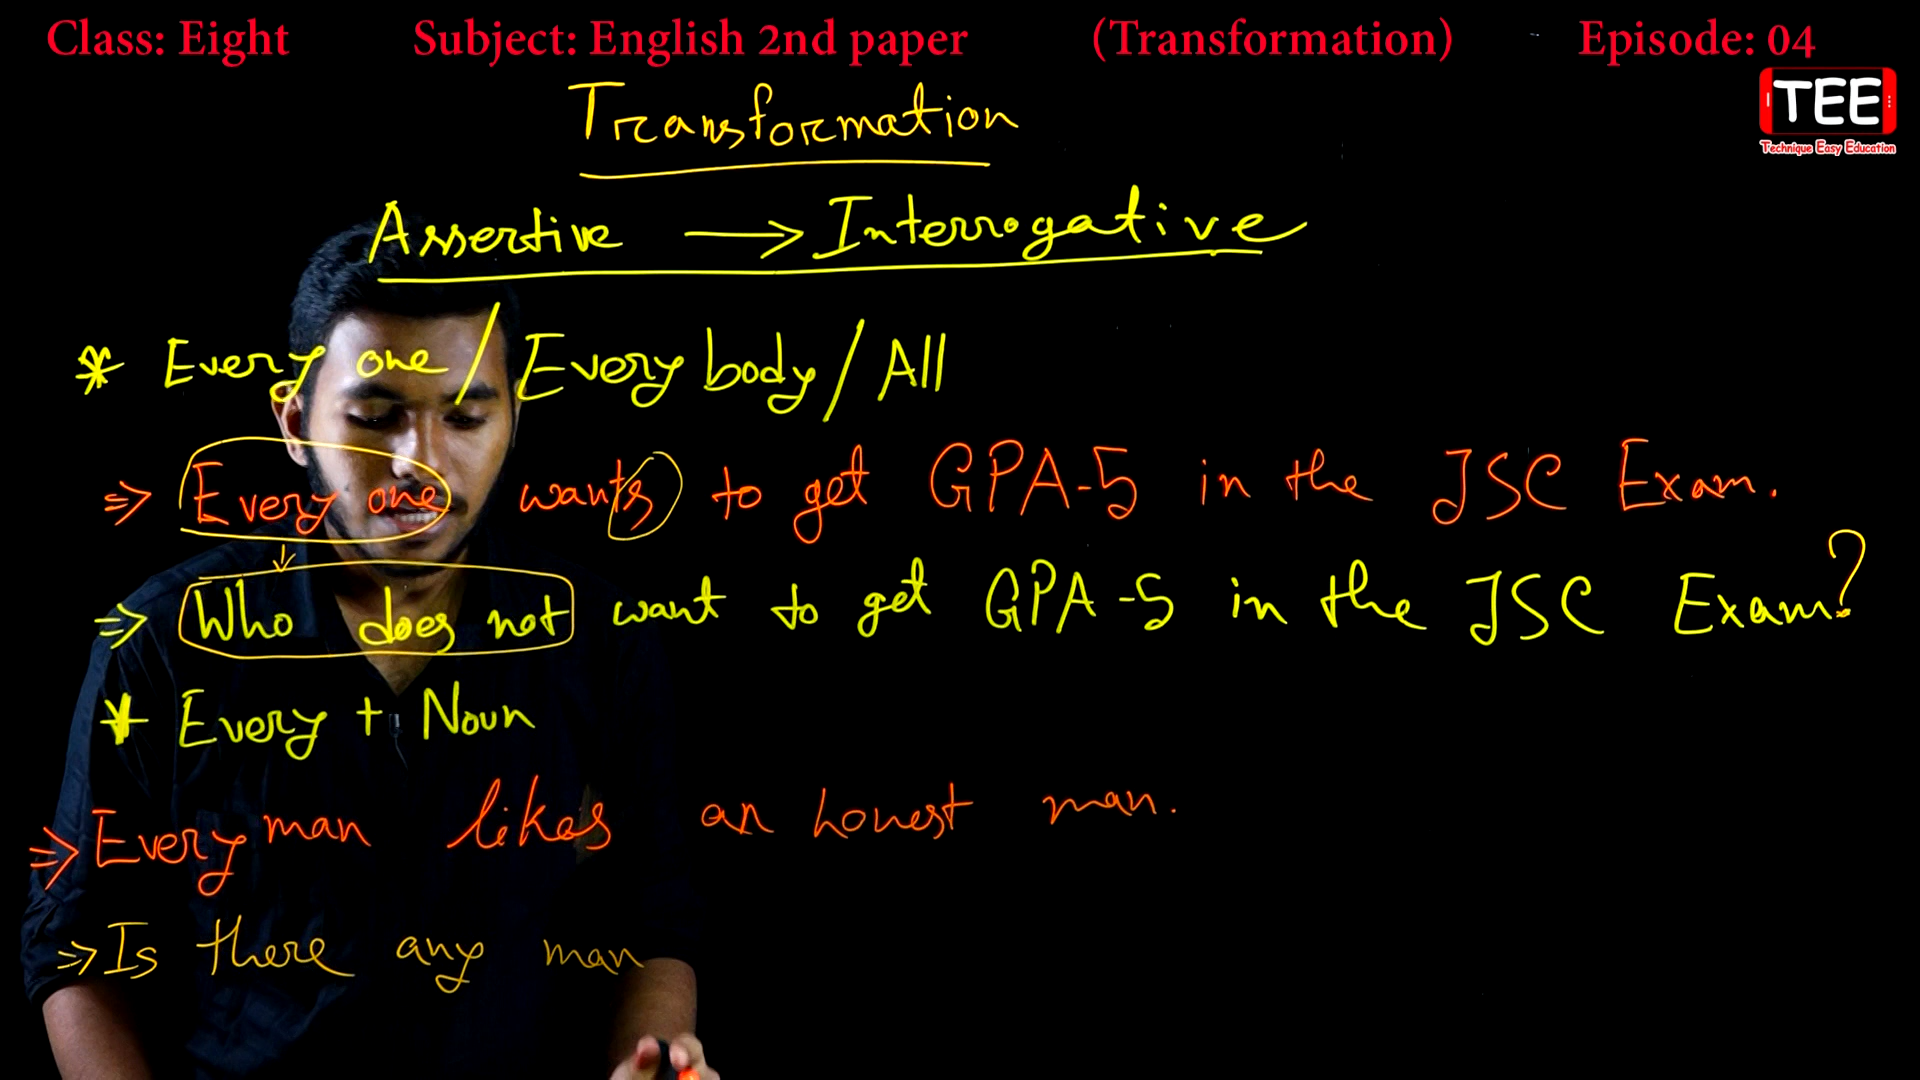 Class: Eight Subject: English 2nd paper (Transformation) Episode: 04
TEE
Technique Easy Education
Transformation
Assertive → Interrogative
* Every one / Every body / All
⇒ Every one wants to get GPA-5 in the JSC Exam.
⇒ Who does not want to get GPA-5 in the JSC Exam?
* Every + Noun
⇒ Every man likes an honest man.
⇒ Is there any man